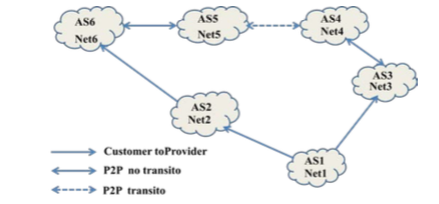 AS6
Net6
AS5
Net5
AS4
Net4
AS3
Net3
AS2
Net2
AS1
Net1
Customer toProvider
P2P no transito
P2P transito